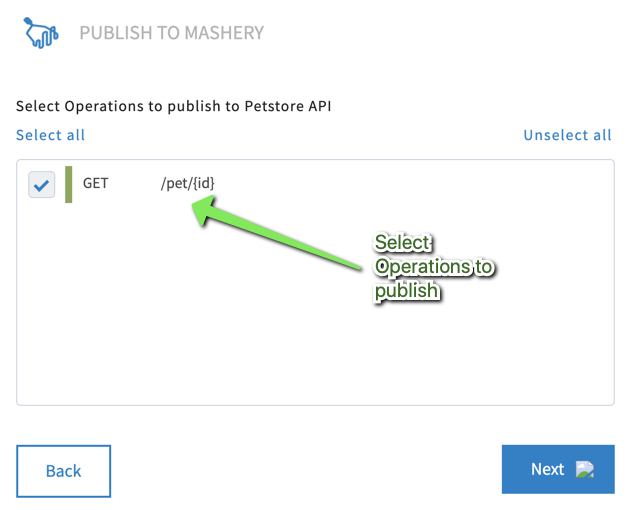 PUBLISH TO MASHERY
Select Operations to publish to Petstore API
Select all
Unselect all
GET /pet/{id}
Select
Operations to
publish
Back
Next